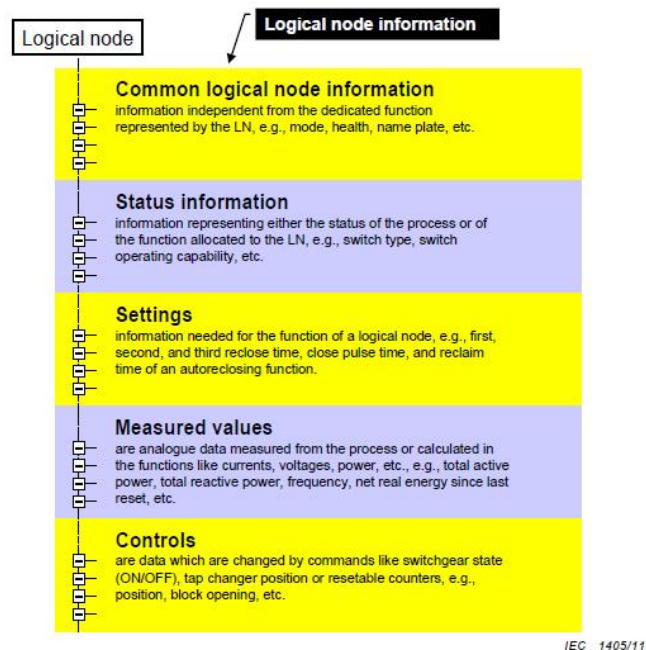 Logical node information
Logical node
Common logical node information
information independent from the dedicated function
represented by the LN, e.g., mode, health, name plate, etc.
Status information
information representing either the status of the process or of
the function allocated to the LN, e.g., switch type, switch
operating capability, etc.
Settings
information needed for the function of a logical node, e.g., first,
second, and third reclose time, close pulse time, and reclaim
time of an autoreclosing function.
Measured values
are analogue data measured from the process or calculated in
the functions like currents, voltages, power, etc., e.g., total active
power, total reactive power, frequency, net real energy since last
reset, etc.
Controls
are data which are changed by commands like switchgear state
(ON/OFF), tap changer position or resetable counters, e.g.,
position, block opening, etc.
IEC 1405/11